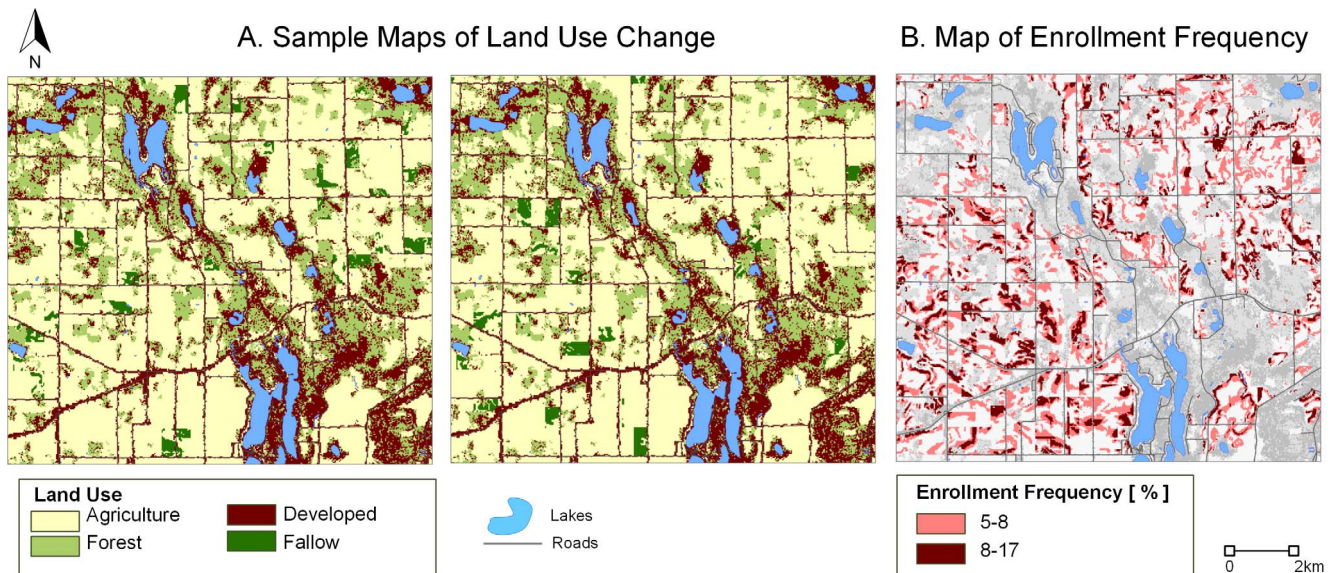 A. Sample Maps of Land Use Change
B. Map of Enrollment Frequency
N
Land Use
Agriculture
Developed
Forest
Fallow
Lakes
Roads
Enrollment Frequency [ % ]
5-8
8-17
0 2km